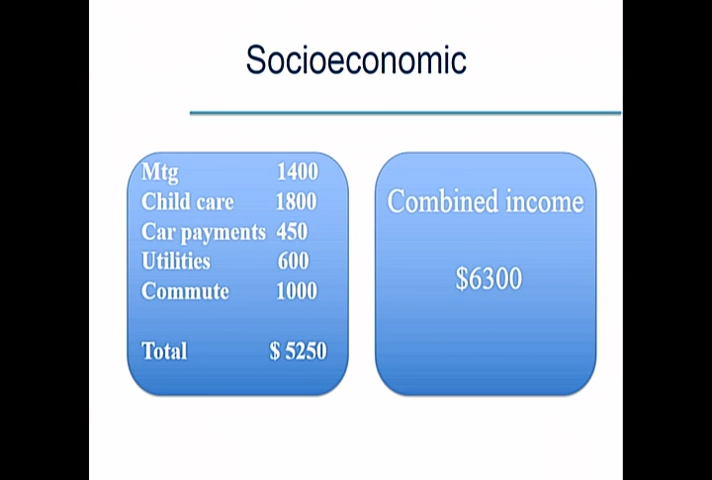 Socioeconomic
Mtg 1400
Child care 1800
Car payments 450
Utilities 600
Commute 1000
Total $ 5250
Combined income
$6300